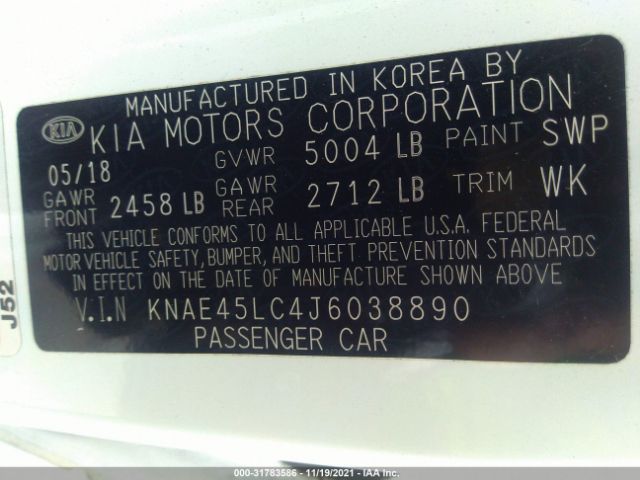 MANUFACTURED IN KOREA BY
KIA KIA MOTORS CORPORATION
05/18 GVWR 5004 LB PAINT SWP
GAWR FRONT 2458 LB GAWR REAR 2712 LB TRIM WK
THIS VEHICLE CONFORMS TO ALL APPLICABLE U.S.A. FEDERAL
MOTOR VEHICLE SAFETY, BUMPER, AND THEFT PREVENTION STANDARDS
IN EFFECT ON THE DATE OF MANUFACTURE SHOWN ABOVE
V.I.N KNAE45LC4J6038890
PASSENGER CAR
J52
000-31783586 - 11/19/2021 - IAA Inc.